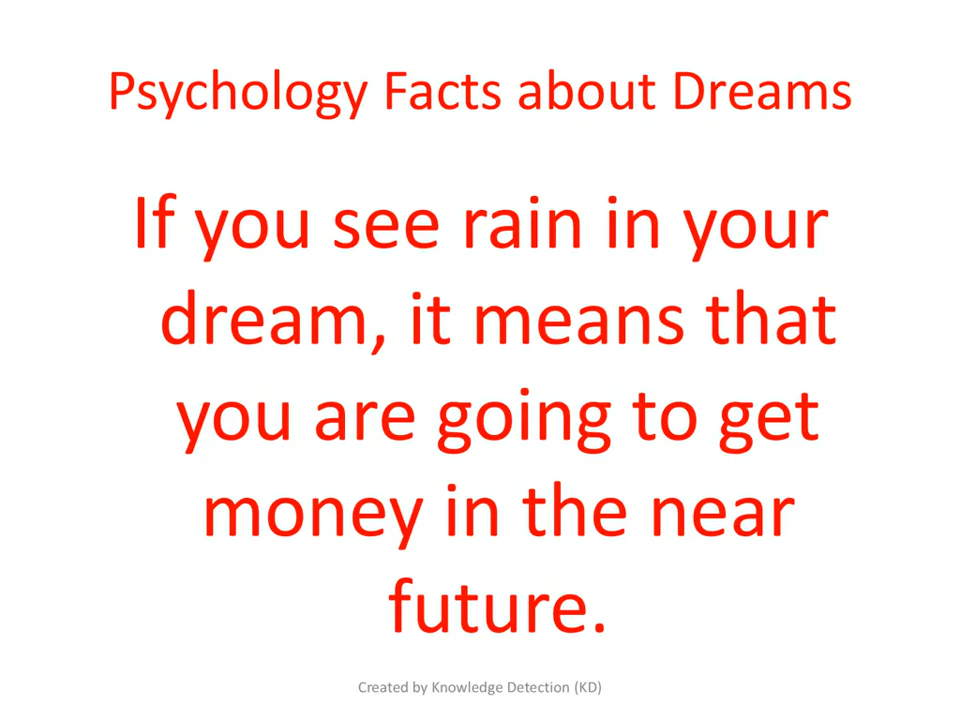 Psychology Facts about Dreams
If you see rain in your
dream, it means that
you are going to get
money in the near
future.
Created by Knowledge Detection (KD)